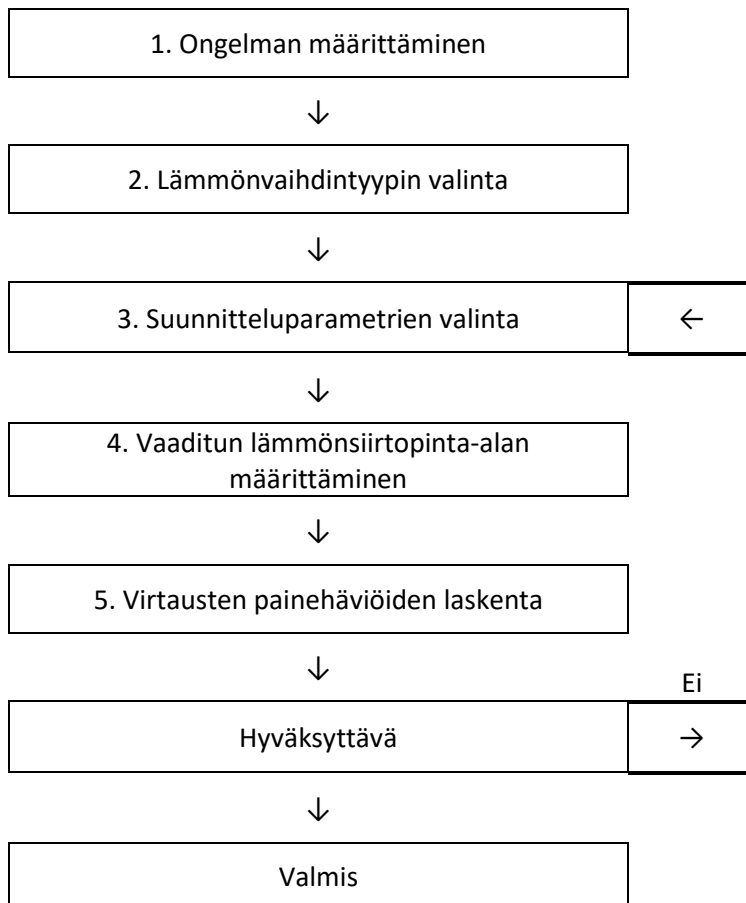 1. Ongelman määrittäminen
↓
2. Lämmönvaihdintyypin valinta
↓
3. Suunnitteluparametrien valinta ←
↓
4. Vaaditun lämmönsiirtopinta-alan
määrittäminen
↓
5. Virtausten painehäviöiden laskenta
↓
Ei
Hyväksyttävä →
↓
Valmis